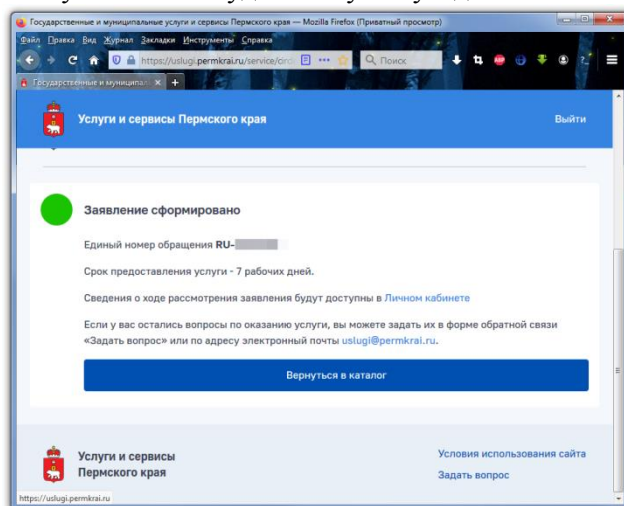 Государственные и муниципальные услуги и сервисы Пермского края — Mozilla Firefox (Приватный просмотр)
Файл Правка Вид Журнал Закладки Инструменты Справка
https://uslugi.permkrai.ru/service/
Поиск
Услуги и сервисы Пермского края
Выйти
Заявление сформировано
Единый номер обращения RU-
Срок предоставления услуги - 7 рабочих дней.
Сведения о ходе рассмотрения заявления будут доступны в Личном кабинете
Если у вас остались вопросы по оказанию услуги, вы можете задать их в форме обратной связи
«Задать вопрос» или по адресу электронный почты uslugi@permkrai.ru.
Вернуться в каталог
Услуги и сервисы
Пермского края
Условия использования сайта
Задать вопрос
https://uslugi.permkrai.ru